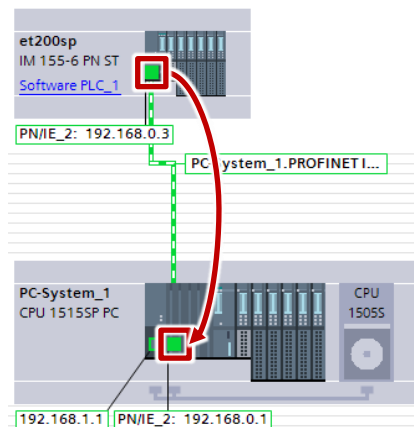 et200sp
IM 155-6 PN ST
Software PLC_1
PN/IE_2: 192.168.0.3
PC-System_1.PROFINET I...
PC-System_1
CPU 1515SP PC
CPU
1505S
192.168.1.1
PN/IE_2: 192.168.0.1